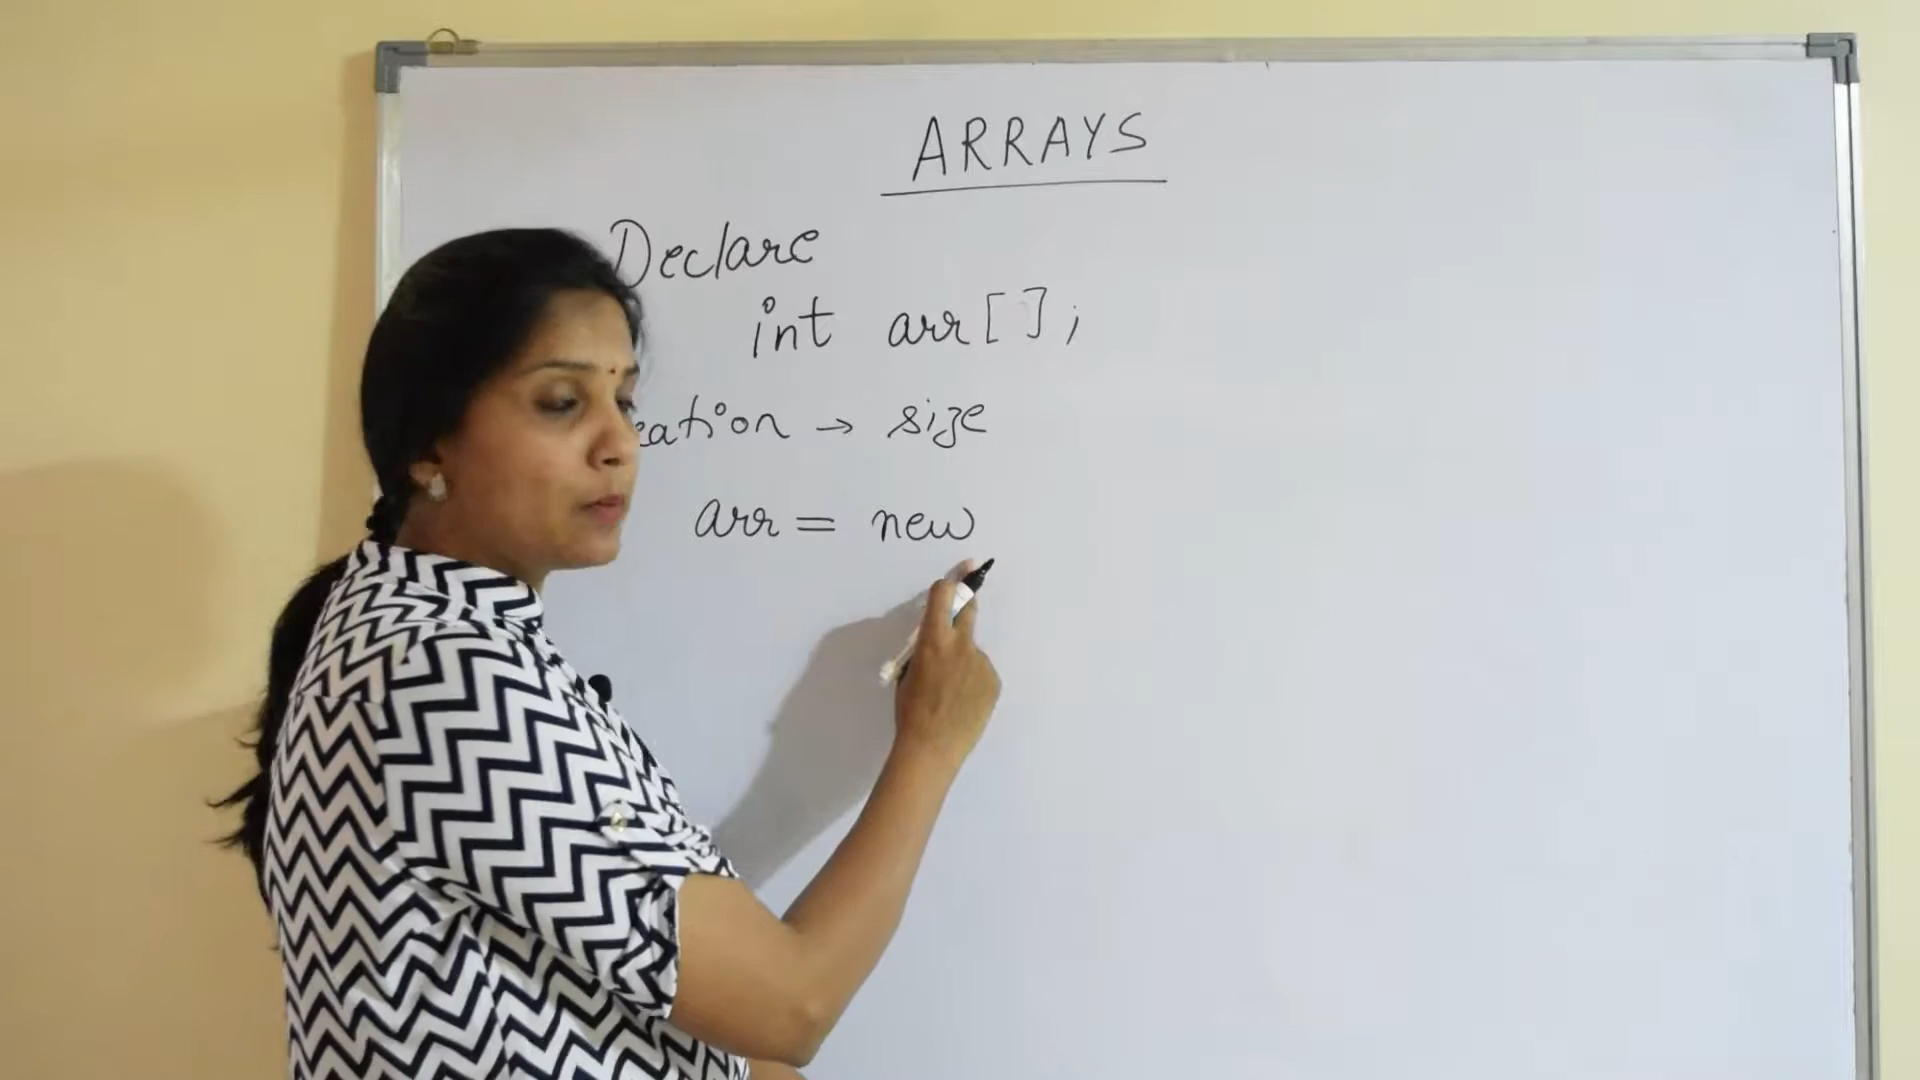 ARRAYS
Declare
int arr[];
eation → size
arr = new